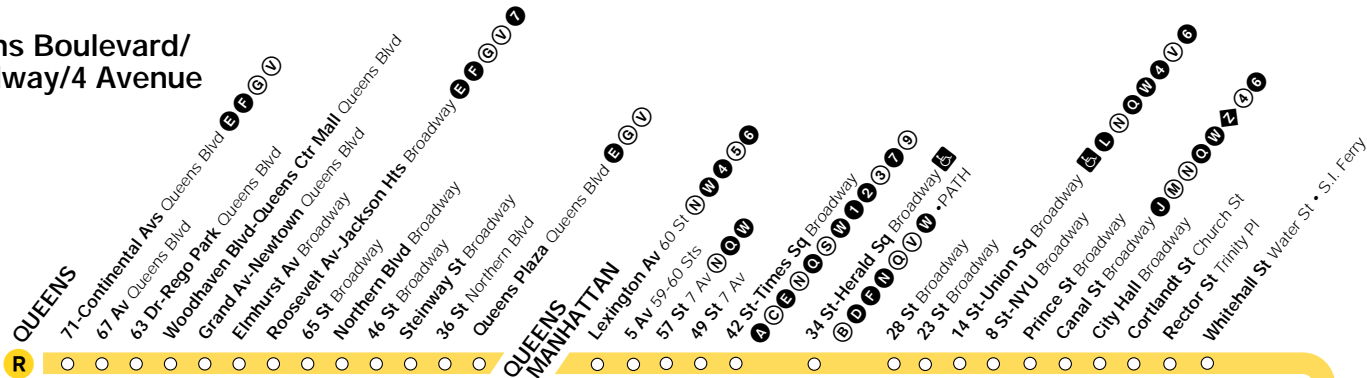 ns Boulevard/
dway/4 Avenue
R
QUEENS
71-Continental Avs Queens Blvd E F G V
67 Av Queens Blvd
63 Dr-Rego Park Queens Blvd
Woodhaven Blvd-Queens Ctr Mall Queens Blvd
Grand Av-Newtown Queens Blvd
Elmhurst Av Broadway
Roosevelt Av-Jackson Hts Broadway E F G V 7
65 St Broadway
Northern Blvd Broadway
46 St Broadway
Steinway St Broadway
36 St Northern Blvd
Queens Plaza Queens Blvd E G V
QUEENS
MANHATTAN
Lexington Av 60 St N W 4 5 6
5 Av 59-60 Sts
57 St 7 Av N Q W
49 St 7 Av
42 St-Times Sq Broadway
A C E N Q S W 1 2 3 7 9
34 St-Herald Sq Broadway
B D F N Q V W • PATH
28 St Broadway
23 St Broadway
14 St-Union Sq Broadway L N Q W 4 V 6
8 St-NYU Broadway
Prince St Broadway
Canal St Broadway J M N Q W Z 4 6
City Hall Broadway
Cortlandt St Church St
Rector St Trinity Pl
Whitehall St Water St • S.I. Ferry